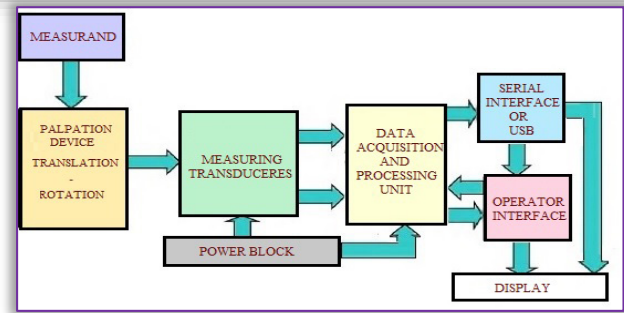 MEASURAND
PALPATION
DEVICE
TRANSLATION
-
ROTATION
MEASURING
TRANSDUCERES
POWER BLOCK
DATA
ACQUISITION
AND
PROCESSING
UNIT
SERIAL
INTERFACE
OR
USB
OPERATOR
INTERFACE
DISPLAY